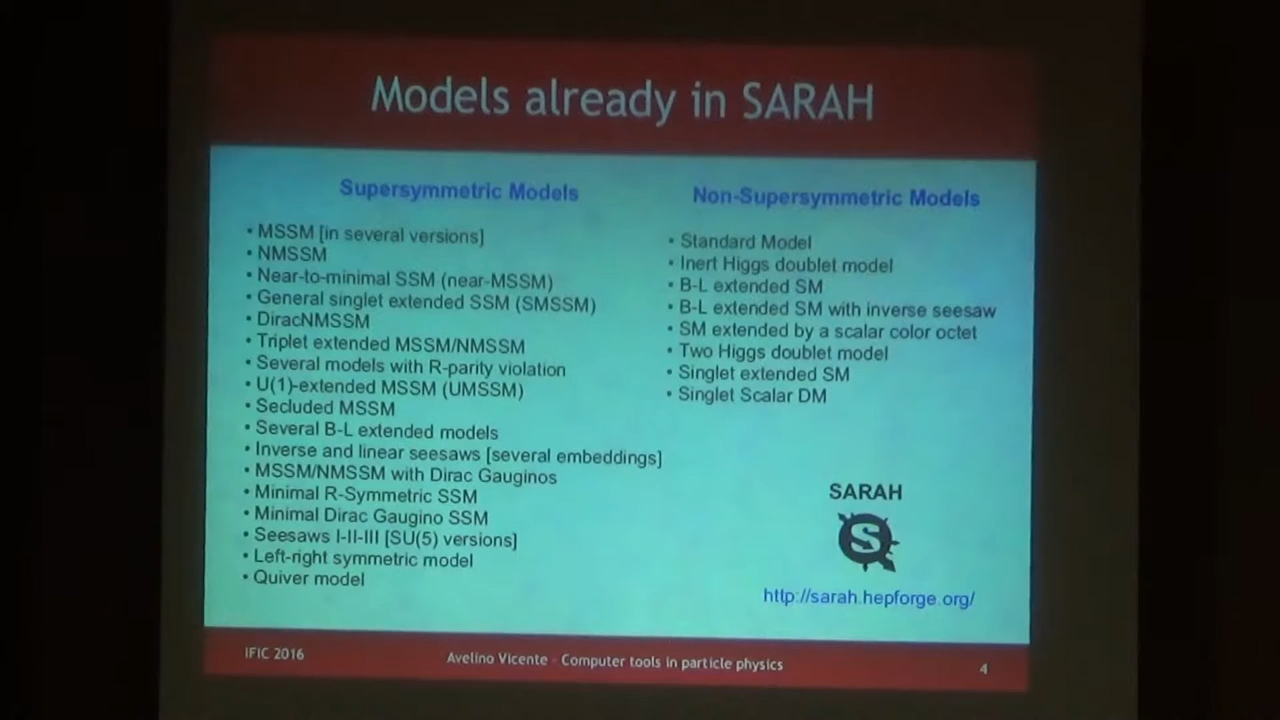 Models already in SARAH
Supersymmetric Models
• MSSM [in several versions]
• NMSSM
• Near-to-minimal SSM (near-MSSM)
• General singlet extended SSM (SMSSM)
• DiracNMSSM
• Triplet extended MSSM/NMSSM
• Several models with R-parity violation
• U(1)-extended MSSM (UMSSM)
• Secluded MSSM
• Several B-L extended models
• Inverse and linear seesaws [several embeddings]
• MSSM/NMSSM with Dirac Gauginos
• Minimal R-Symmetric SSM
• Minimal Dirac Gaugino SSM
• Seesaws I-II-III [SU(5) versions]
• Left-right symmetric model
• Quiver model
Non-Supersymmetric Models
• Standard Model
• Inert Higgs doublet model
• B-L extended SM
• B-L extended SM with inverse seesaw
• SM extended by a scalar color octet
• Two Higgs doublet model
• Singlet extended SM
• Singlet Scalar DM
SARAH
S
http://sarah.hepforge.org/
IFIC 2016
Avelino Vicente - Computer tools in particle physics
4